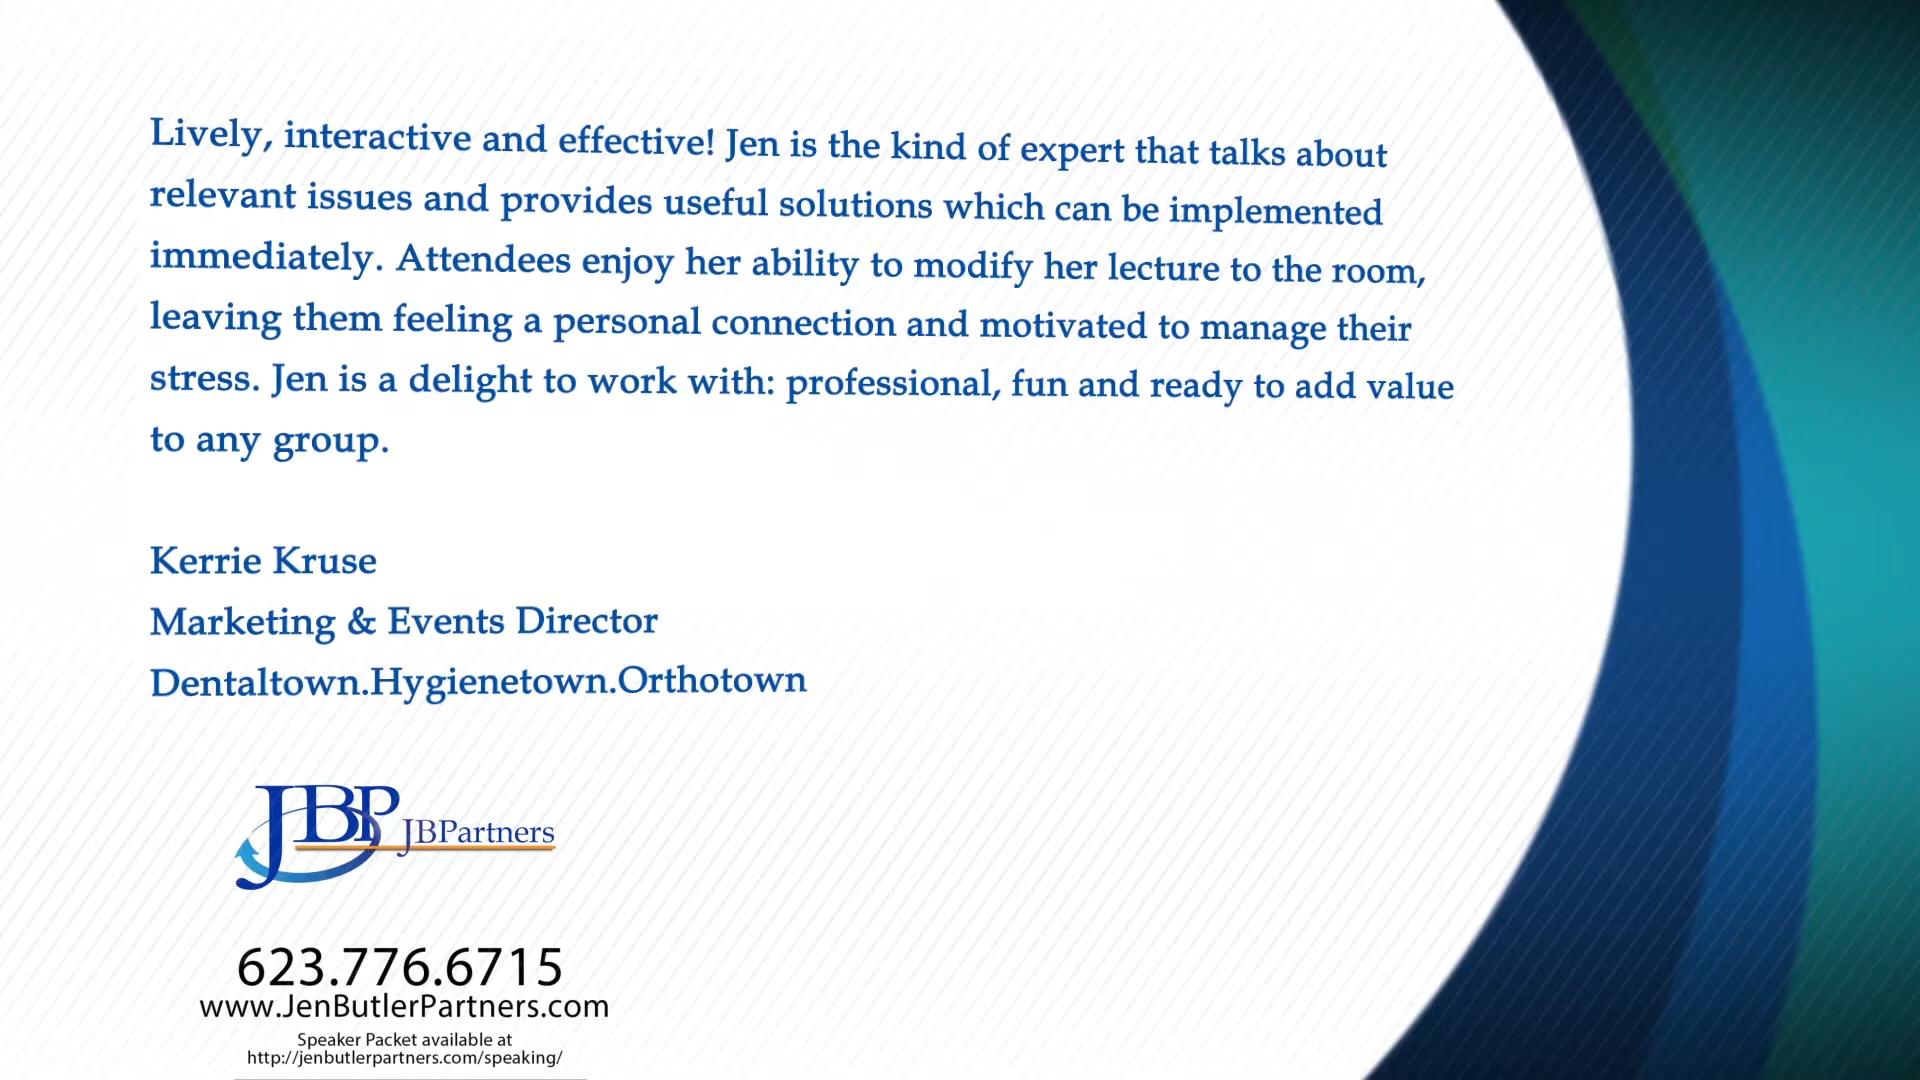 Lively, interactive and effective! Jen is the kind of expert that talks about
relevant issues and provides useful solutions which can be implemented
immediately. Attendees enjoy her ability to modify her lecture to the room,
leaving them feeling a personal connection and motivated to manage their
stress. Jen is a delight to work with: professional, fun and ready to add value
to any group.
Kerrie Kruse
Marketing & Events Director
Dentaltown.Hygienetown.Orthotown
JBP JBPartners
623.776.6715
www.JenButlerPartners.com
Speaker Packet available at
http://jenbutlerpartners.com/speaking/